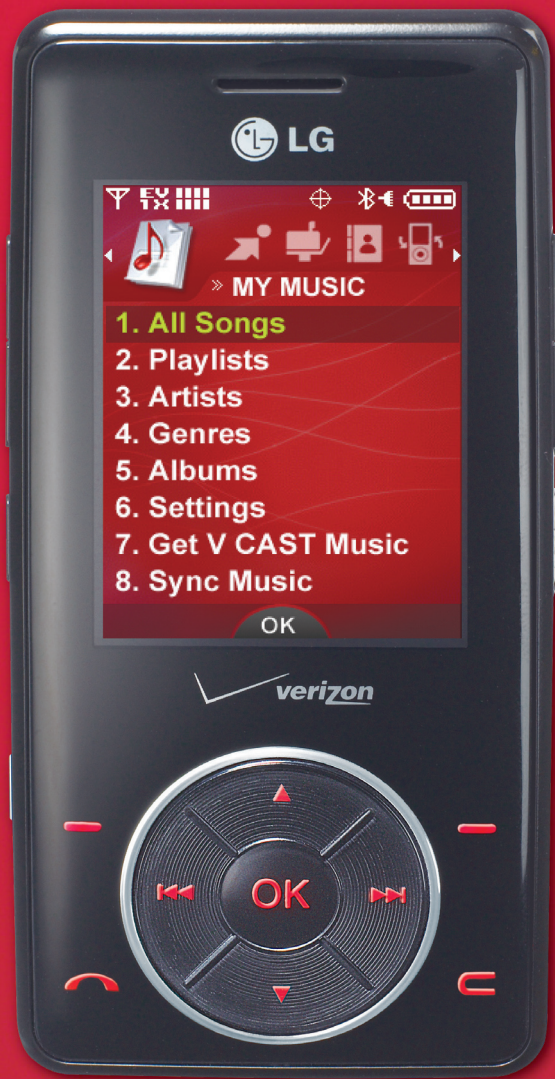 LG
EV
1X
MY MUSIC
1. All Songs
2. Playlists
3. Artists
4. Genres
5. Albums
6. Settings
7. Get V CAST Music
8. Sync Music
OK
verizon
OK